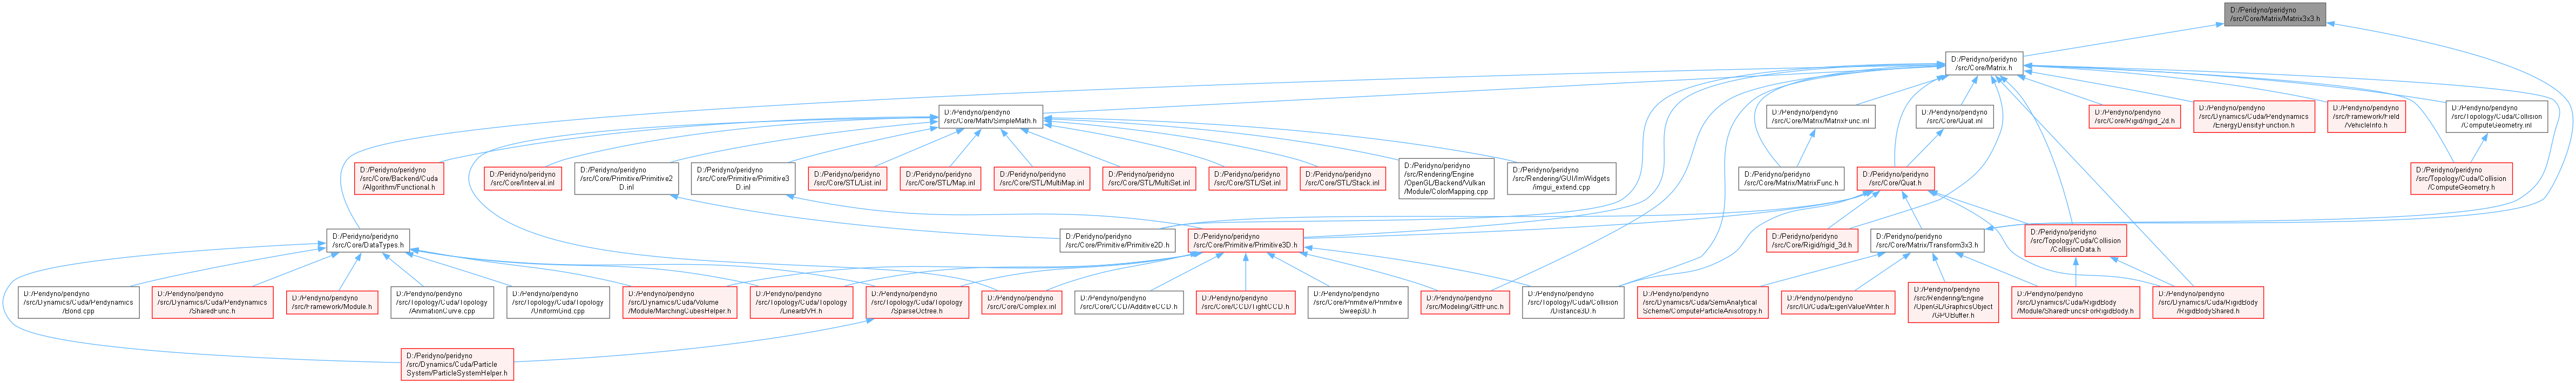 D:/Peridyno/peridyno
/src/Core/Matrix/Matrix3x3.h
D:/Peridyno/peridyno
/src/Core/Matrix.h
D:/Peridyno/peridyno
/src/Core/Math/SimpleMath.h
D:/Peridyno/peridyno
/src/Core/Matrix/MatrixFunc.inl
D:/Peridyno/peridyno
/src/Core/Quat.inl
D:/Peridyno/peridyno
/src/Core/Rigid/rigid_2d.h
D:/Peridyno/peridyno
/src/Dynamics/Cuda/Peridynamics
/EnergyDensityFunction.h
D:/Peridyno/peridyno
/src/Framework/Field
/VehicleInfo.h
D:/Peridyno/peridyno
/src/Topology/Cuda/Collision
/ComputeGeometry.inl
D:/Peridyno/peridyno
/src/Core/Backend/Cuda
/Algorithm/Functional.h
D:/Peridyno/peridyno
/src/Core/Interval.inl
D:/Peridyno/peridyno
/src/Core/Primitive/Primitive2
D.inl
D:/Peridyno/peridyno
/src/Core/Primitive/Primitive3
D.inl
D:/Peridyno/peridyno
/src/Core/STL/List.inl
D:/Peridyno/peridyno
/src/Core/STL/Map.inl
D:/Peridyno/peridyno
/src/Core/STL/MultiMap.inl
D:/Peridyno/peridyno
/src/Core/STL/MultiSet.inl
D:/Peridyno/peridyno
/src/Core/STL/Set.inl
D:/Peridyno/peridyno
/src/Core/STL/Stack.inl
D:/Peridyno/peridyno
/src/Rendering/Engine
/OpenGL/Backend/Vulkan
/Module/ColorMapping.cpp
D:/Peridyno/peridyno
/src/Rendering/GUI/ImWidgets
/imgui_extend.cpp
D:/Peridyno/peridyno
/src/Core/Matrix/MatrixFunc.h
D:/Peridyno/peridyno
/src/Core/Quat.h
D:/Peridyno/peridyno
/src/Topology/Cuda/Collision
/ComputeGeometry.h
D:/Peridyno/peridyno
/src/Core/DataTypes.h
D:/Peridyno/peridyno
/src/Core/Primitive/Primitive2D.h
D:/Peridyno/peridyno
/src/Core/Primitive/Primitive3D.h
D:/Peridyno/peridyno
/src/Core/Rigid/rigid_3d.h
D:/Peridyno/peridyno
/src/Core/Matrix/Transform3x3.h
D:/Peridyno/peridyno
/src/Topology/Cuda/Collision
/CollisionData.h
D:/Peridyno/peridyno
/src/Dynamics/Cuda/Peridynamics
/Bond.cpp
D:/Peridyno/peridyno
/src/Dynamics/Cuda/Peridynamics
/SharedFunc.h
D:/Peridyno/peridyno
/src/Framework/Module.h
D:/Peridyno/peridyno
/src/Topology/Cuda/Topology
/AnimationCurve.cpp
D:/Peridyno/peridyno
/src/Topology/Cuda/Topology
/UniformGrid.cpp
D:/Peridyno/peridyno
/src/Dynamics/Cuda/Volume
/Module/MarchingCubesHelper.h
D:/Peridyno/peridyno
/src/Topology/Cuda/Topology
/LinearBVH.h
D:/Peridyno/peridyno
/src/Topology/Cuda/Topology
/SparseOctree.h
D:/Peridyno/peridyno
/src/Core/Complex.inl
D:/Peridyno/peridyno
/src/Core/CCD/AdditiveCCD.h
D:/Peridyno/peridyno
/src/Core/CCD/TightCCD.h
D:/Peridyno/peridyno
/src/Core/Primitive/Primitive
Sweep3D.h
D:/Peridyno/peridyno
/src/Modeling/GltfFunc.h
D:/Peridyno/peridyno
/src/Topology/Cuda/Collision
/Distance3D.h
D:/Peridyno/peridyno
/src/Dynamics/Cuda/SemiAnalytical
Scheme/ComputeParticleAnisotropy.h
D:/Peridyno/peridyno
/src/IO/Cuda/EigenValueWriter.h
D:/Peridyno/peridyno
/src/Rendering/Engine
/OpenGL/GraphicsObject
/GPUBuffer.h
D:/Peridyno/peridyno
/src/Dynamics/Cuda/RigidBody
/Module/SharedFuncsForRigidBody.h
D:/Peridyno/peridyno
/src/Dynamics/Cuda/RigidBody
/RigidBodyShared.h
D:/Peridyno/peridyno
/src/Dynamics/Cuda/Particle
System/ParticleSystemHelper.h